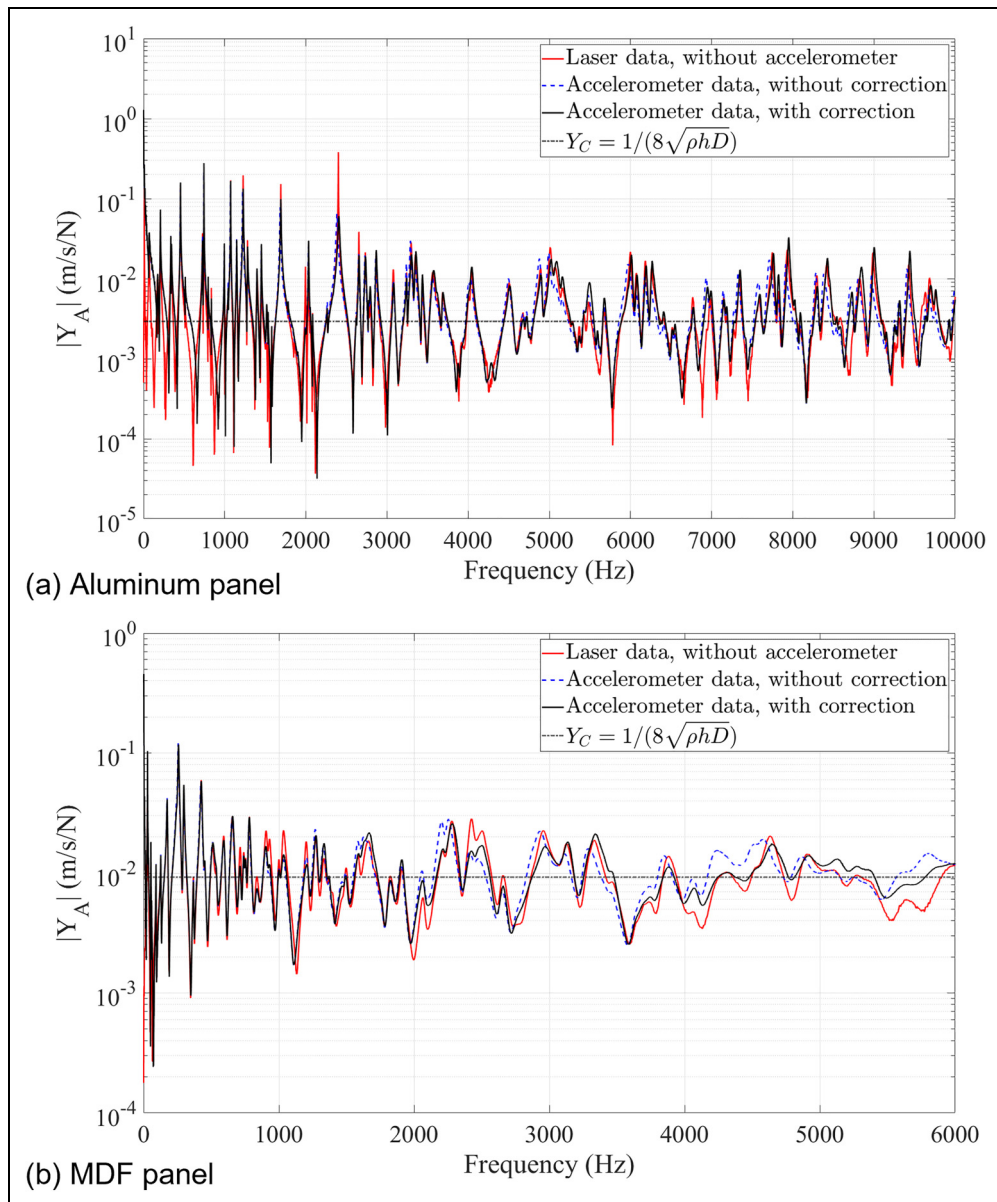 10^1
10^0
10^-1
10^-2
10^-3
10^-4
10^-5
|Y_A| (m/s/N)
Laser data, without accelerometer
Accelerometer data, without correction
Accelerometer data, with correction
Y_C = 1/(8√ρhD)
0 1000 2000 3000 4000 5000 6000 7000 8000 9000 10000
Frequency (Hz)
(a) Aluminum panel
10^0
10^-1
10^-2
10^-3
10^-4
|Y_A| (m/s/N)
Laser data, without accelerometer
Accelerometer data, without correction
Accelerometer data, with correction
Y_C = 1/(8√ρhD)
0 1000 2000 3000 4000 5000 6000
Frequency (Hz)
(b) MDF panel